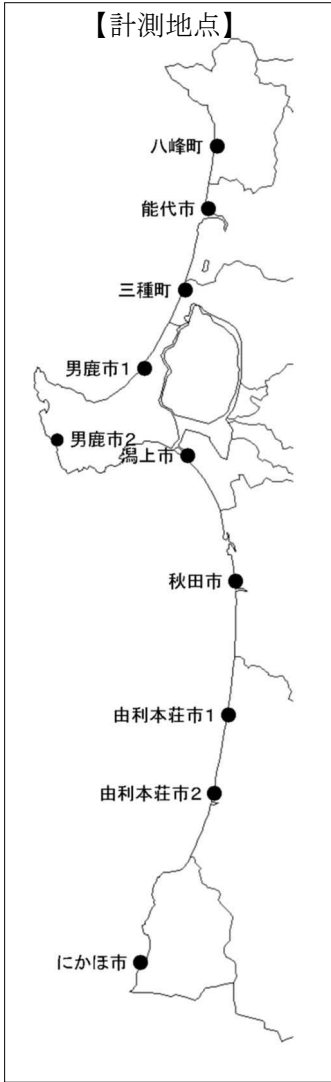 【計測地点】
八峰町
能代市
三種町
男鹿市1
男鹿市2
潟上市
秋田市
由利本荘市1
由利本荘市2
にかほ市